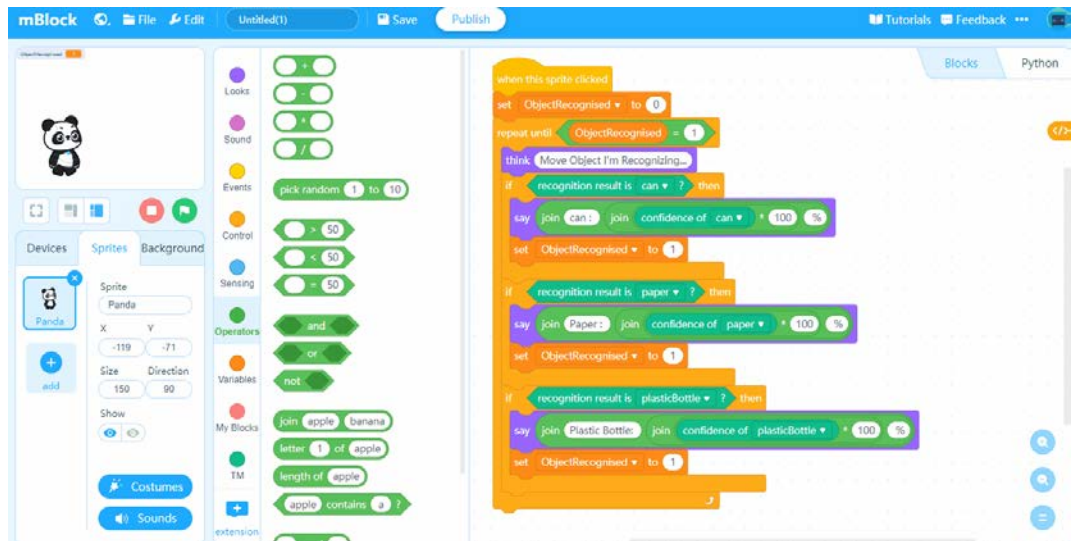 mBlock File Edit Untitled(1) Save Publish Tutorials Feedback
Blocks Python
Devices Sprites Background
Panda
add
Sprite
Panda
X Y
-119 -71
Size Direction
150 90
Show
Costumes
Sounds
Looks
Sound
Events
Control
Sensing
Operators
Variables
My Blocks
TM
extension
+
-
*
/
pick random 1 to 10
> 50
< 50
= 50
and
or
not
join apple banana
letter 1 of apple
length of apple
apple contains a ?
when this sprite clicked
set ObjectRecognised to 0
repeat until ObjectRecognised = 1
think Move Object I'm Recognizing...
if recognition result is can ? then
say join can : join confidence of can * 100 %
set ObjectRecognised to 1
if recognition result is paper ? then
say join Paper : join confidence of paper * 100 %
set ObjectRecognised to 1
if recognition result is plasticBottle ? then
say join Plastic Bottle: join confidence of plasticBottle * 100 %
set ObjectRecognised to 1